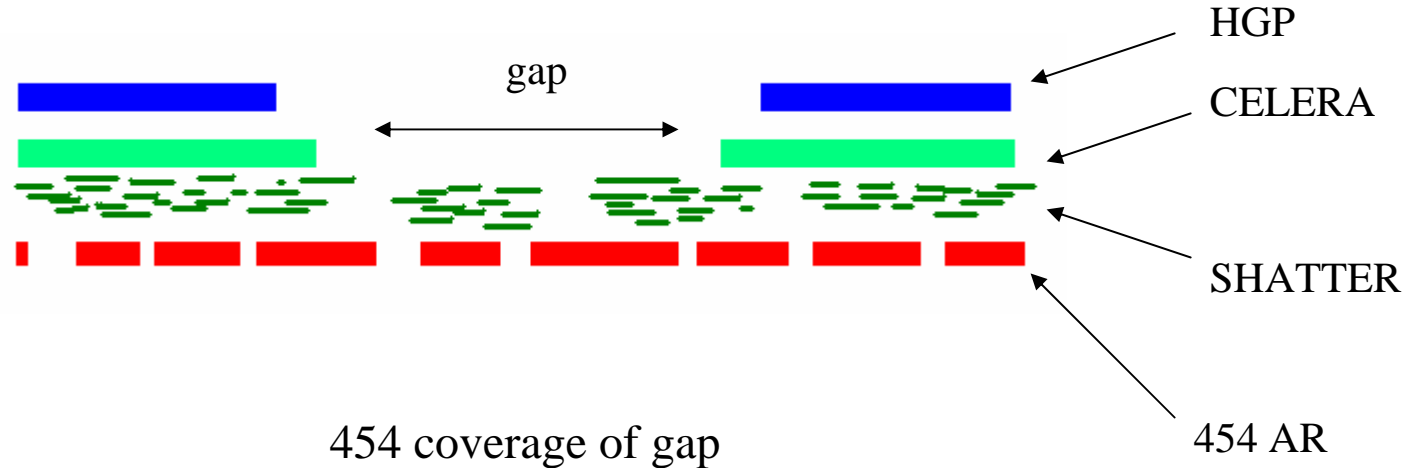 HGP
gap
CELERA
SHATTER
454 AR
454 coverage of gap